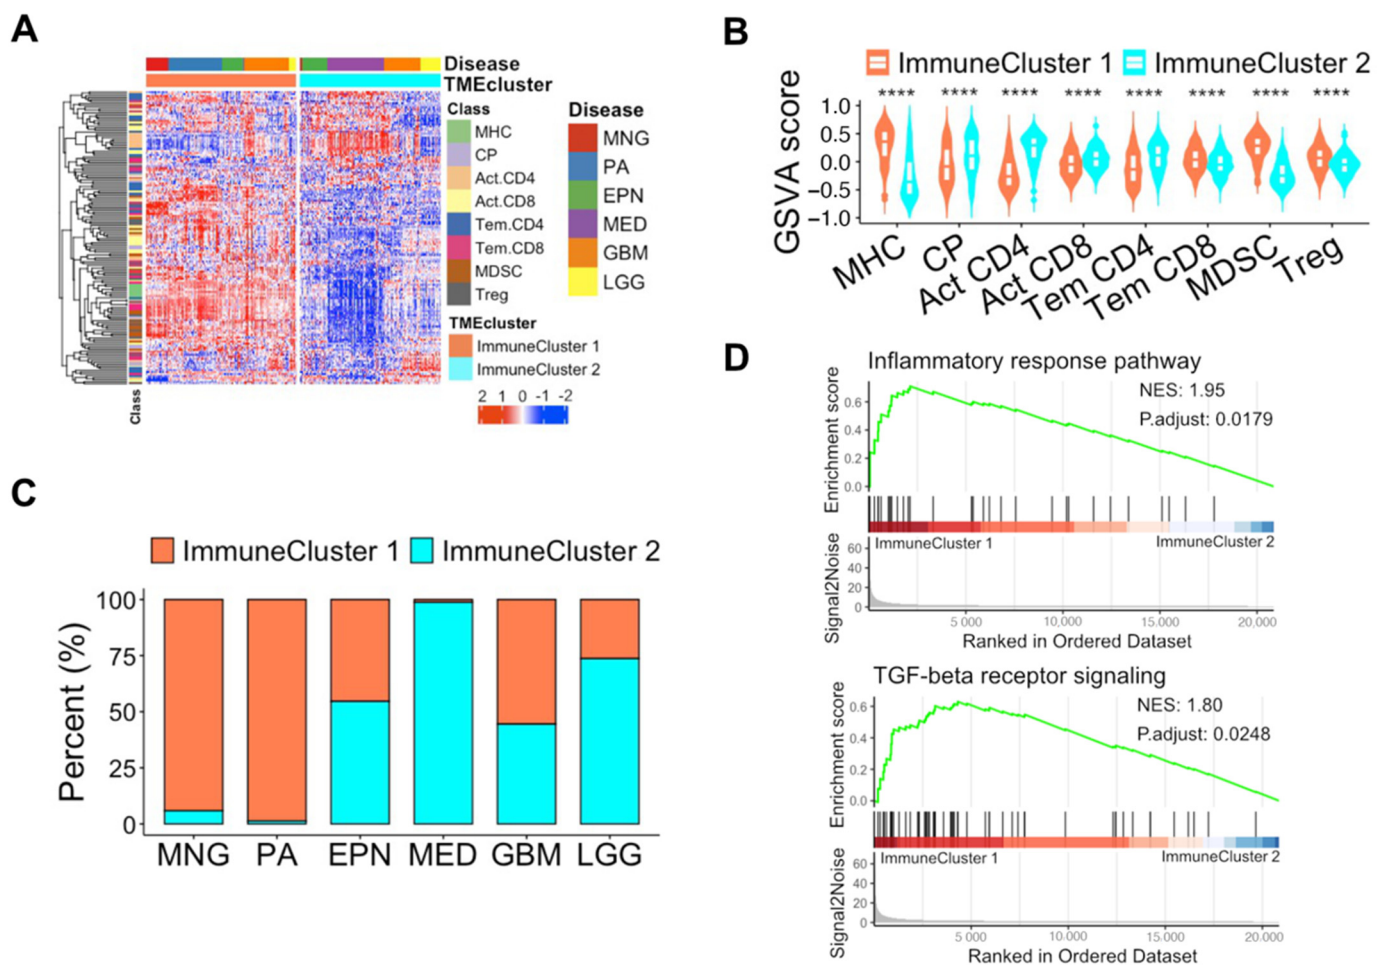 A
Disease
TMEcluster
Class
MHC
CP
Act.CD4
Act.CD8
Tem.CD4
Tem.CD8
MDSC
Treg
Disease
MNG
PA
EPN
MED
GBM
LGG
TMEcluster
ImmuneCluster 1
ImmuneCluster 2
2 1 0 -1 -2
Class
B
ImmuneCluster 1 ImmuneCluster 2
GSVA score
1.0
0.5
0.0
−0.5
−1.0
**** **** **** **** **** **** **** ****
MHC CP Act CD4 Act CD8 Tem CD4 Tem CD8 MDSC Treg
C
ImmuneCluster 1 ImmuneCluster 2
Percent (%)
100
75
50
25
0
MNG PA EPN MED GBM LGG
D
Inflammatory response pathway
NES: 1.95
P.adjust: 0.0179
Enrichment score
0.6
0.4
0.2
0.0
ImmuneCluster 1 ImmuneCluster 2
Signal2Noise
60
40
20
0
5 000 10,000 15,000 20,000
Ranked in Ordered Dataset
TGF-beta receptor signaling
NES: 1.80
P.adjust: 0.0248
Enrichment score
0.6
0.4
0.2
0.0
ImmuneCluster 1 ImmuneCluster 2
Signal2Noise
60
40
20
0
5 000 10.000 15.000 20.000
Ranked in Ordered Dataset